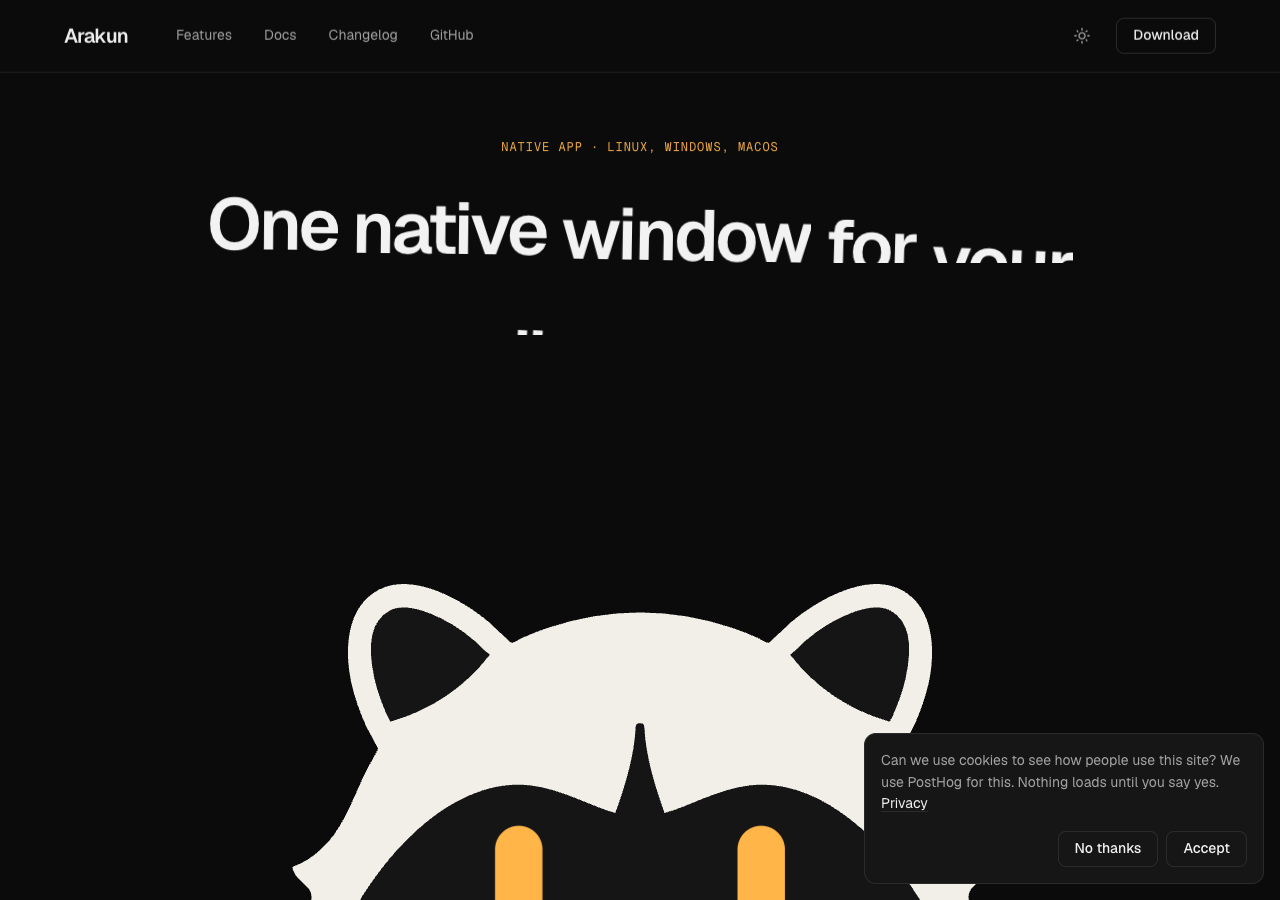 Arakun
Features
Docs
Changelog
GitHub
Download
NATIVE APP · LINUX, WINDOWS, MACOS
One native window for your
Can we use cookies to see how people use this site? We
use PostHog for this. Nothing loads until you say yes.
Privacy
No thanks
Accept